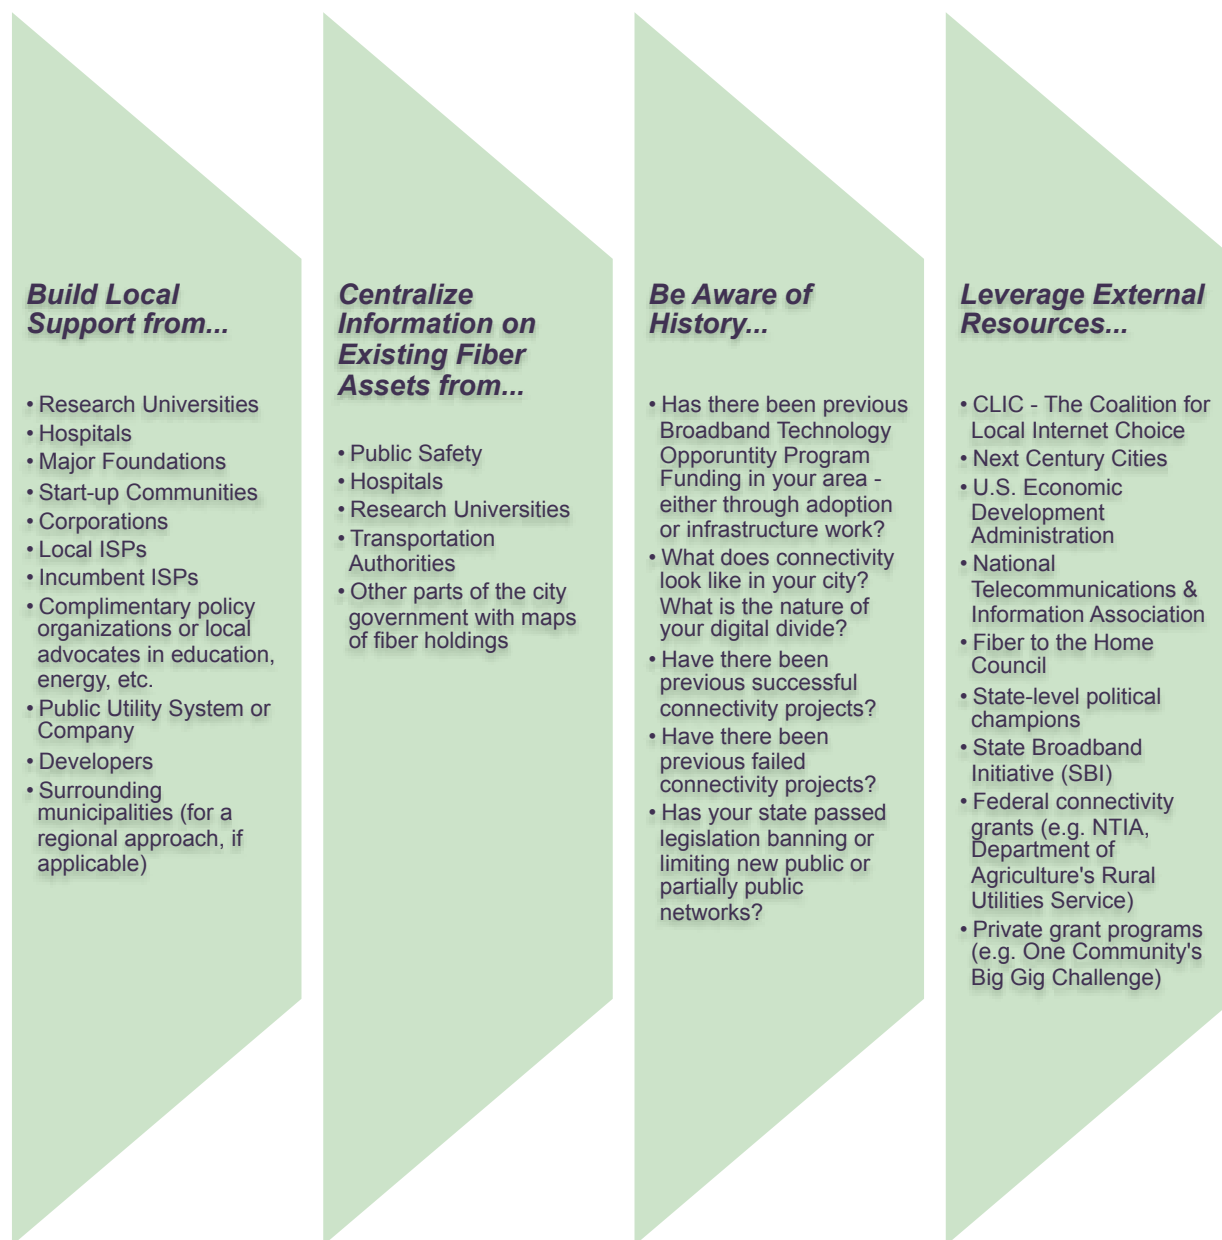 Build Local
Support from...
• Research Universities
• Hospitals
• Major Foundations
• Start-up Communities
• Corporations
• Local ISPs
• Incumbent ISPs
• Complimentary policy
organizations or local
advocates in education,
energy, etc.
• Public Utility System or
Company
• Developers
• Surrounding
municipalities (for a
regional approach, if
applicable)
Centralize
Information on
Existing Fiber
Assets from...
• Public Safety
• Hospitals
• Research Universities
• Transportation
Authorities
• Other parts of the city
government with maps
of fiber holdings
Be Aware of
History...
• Has there been previous
Broadband Technology
Opporuntity Program
Funding in your area -
either through adoption
or infrastructure work?
• What does connectivity
look like in your city?
What is the nature of
your digital divide?
• Have there been
previous successful
connectivity projects?
• Have there been
previous failed
connectivity projects?
• Has your state passed
legislation banning or
limiting new public or
partially public
networks?
Leverage External
Resources...
• CLIC - The Coalition for
Local Internet Choice
• Next Century Cities
• U.S. Economic
Development
Administration
• National
Telecommunications &
Information Association
• Fiber to the Home
Council
• State-level political
champions
• State Broadband
Initiative (SBI)
• Federal connectivity
grants (e.g. NTIA,
Department of
Agriculture's Rural
Utilities Service)
• Private grant programs
(e.g. One Community's
Big Gig Challenge)